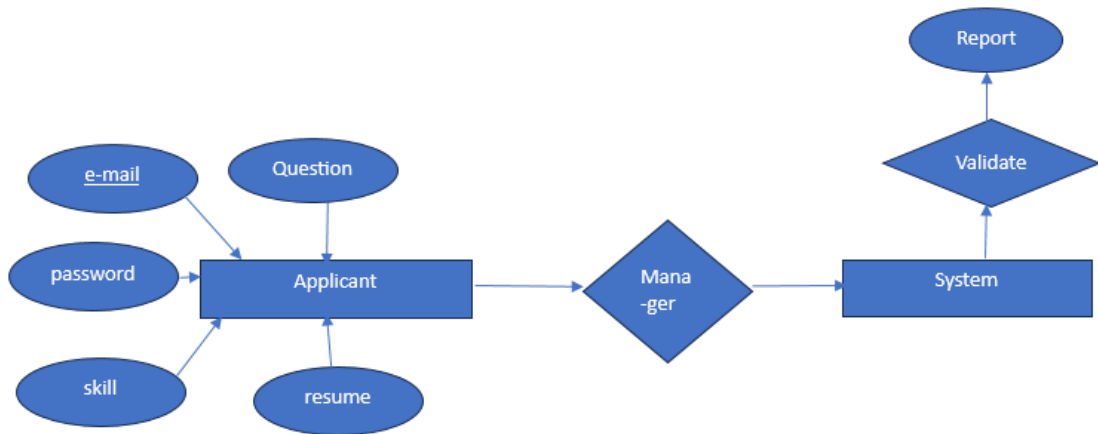 Report
Validate
e-mail
Question
password
Applicant
Mana
-ger
System
skill
resume